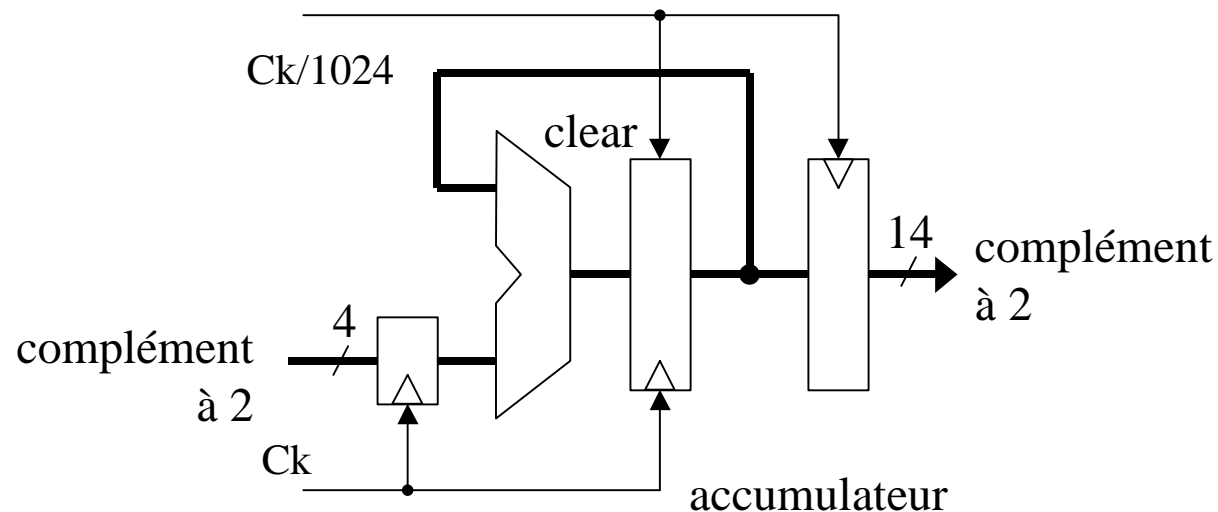 Ck/1024
clear
14
complément
à 2
4
complément
à 2
Ck
accumulateur